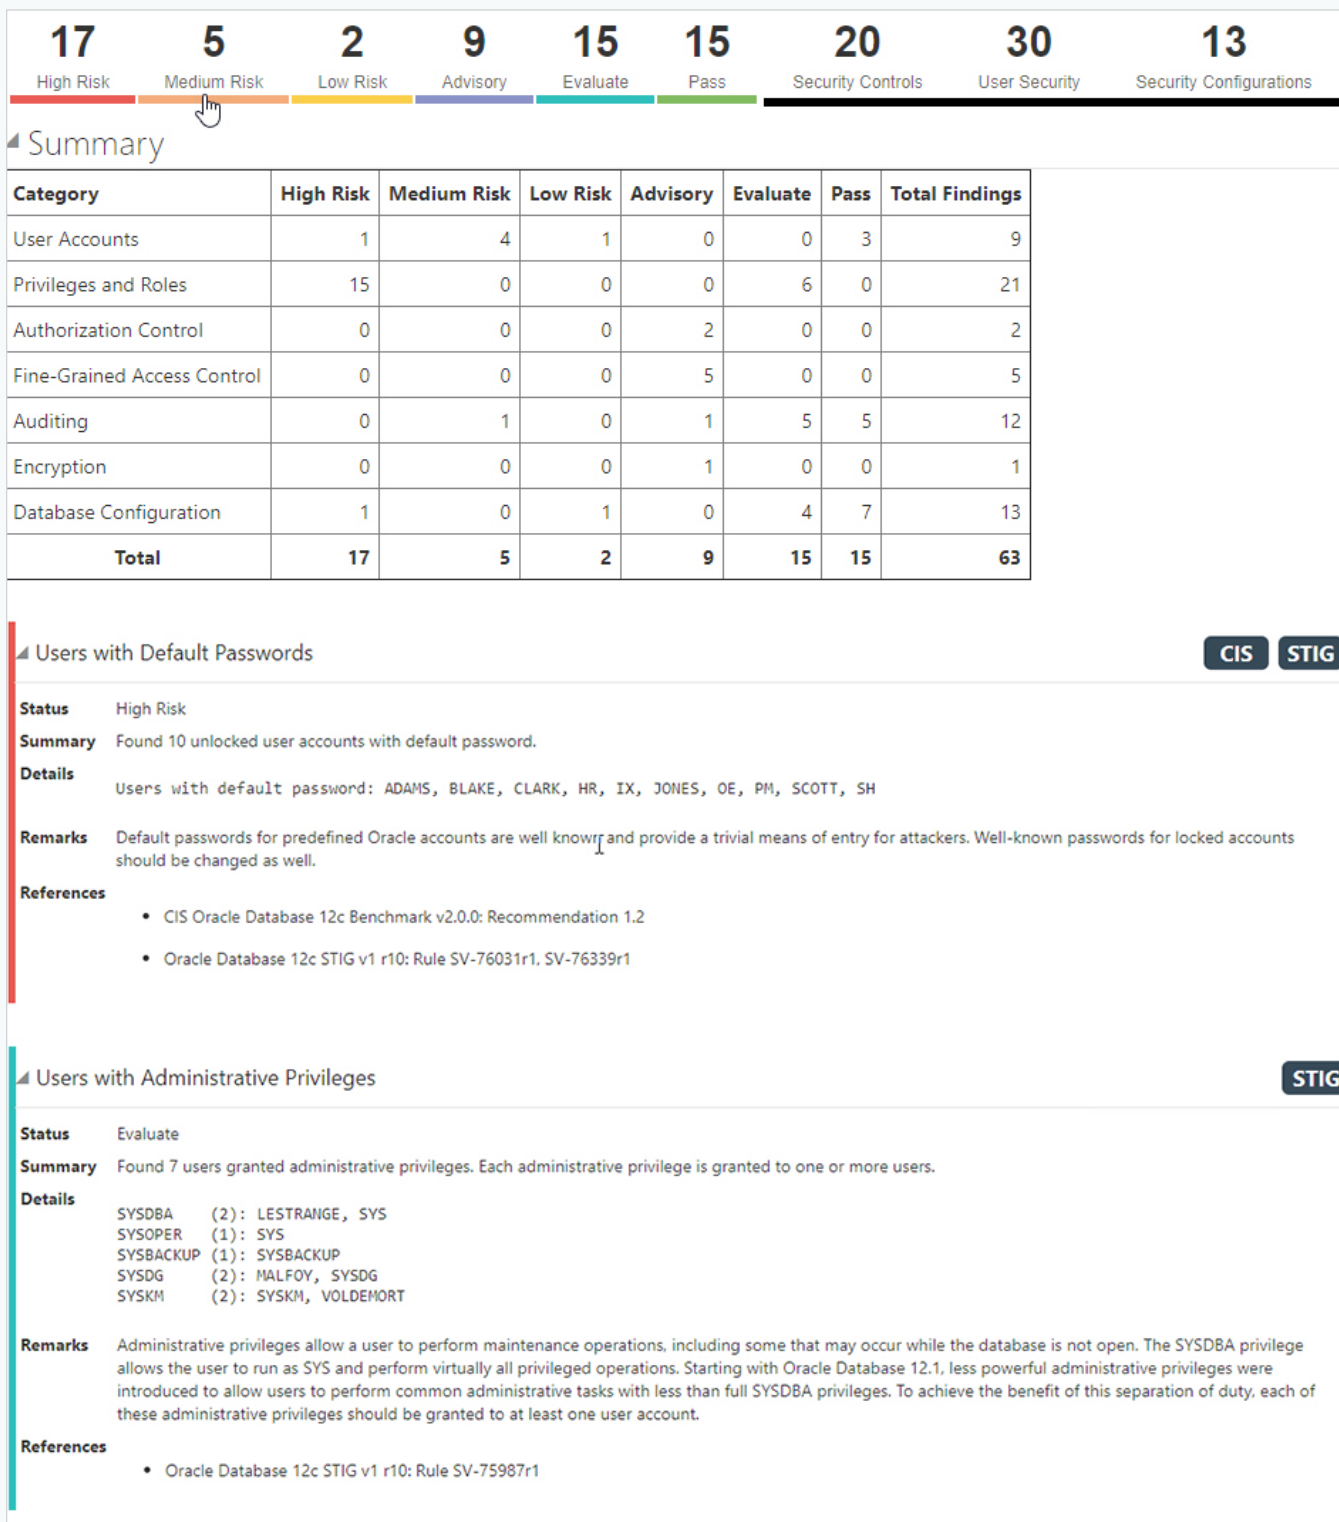 17 5 2 9 15 15 20 30 13
High Risk Medium Risk Low Risk Advisory Evaluate Pass Security Controls User Security Security Configurations
Summary
Category High Risk Medium Risk Low Risk Advisory Evaluate Pass Total Findings
User Accounts 1 4 1 0 0 3 9
Privileges and Roles 15 0 0 0 6 0 21
Authorization Control 0 0 0 2 0 0 2
Fine-Grained Access Control 0 0 0 5 0 0 5
Auditing 0 1 0 1 5 5 12
Encryption 0 0 0 1 0 0 1
Database Configuration 1 0 1 0 4 7 13
Total 17 5 2 9 15 15 63
Users with Default Passwords CIS STIG
Status High Risk
Summary Found 10 unlocked user accounts with default password.
Details
Users with default password: ADAMS, BLAKE, CLARK, HR, IX, JONES, OE, PM, SCOTT, SH
Remarks Default passwords for predefined Oracle accounts are well known and provide a trivial means of entry for attackers. Well-known passwords for locked accounts
should be changed as well.
References
• CIS Oracle Database 12c Benchmark v2.0.0: Recommendation 1.2
• Oracle Database 12c STIG v1 r10: Rule SV-76031r1, SV-76339r1
Users with Administrative Privileges STIG
Status Evaluate
Summary Found 7 users granted administrative privileges. Each administrative privilege is granted to one or more users.
Details
SYSDBA (2): LESTRANGE, SYS
SYSOPER (1): SYS
SYSBACKUP (1): SYSBACKUP
SYSDG (2): MALFOY, SYSDG
SYSKM (2): SYSKM, VOLDEMORT
Remarks Administrative privileges allow a user to perform maintenance operations, including some that may occur while the database is not open. The SYSDBA privilege
allows the user to run as SYS and perform virtually all privileged operations. Starting with Oracle Database 12.1, less powerful administrative privileges were
introduced to allow users to perform common administrative tasks with less than full SYSDBA privileges. To achieve the benefit of this separation of duty, each of
these administrative privileges should be granted to at least one user account.
References
• Oracle Database 12c STIG v1 r10: Rule SV-75987r1